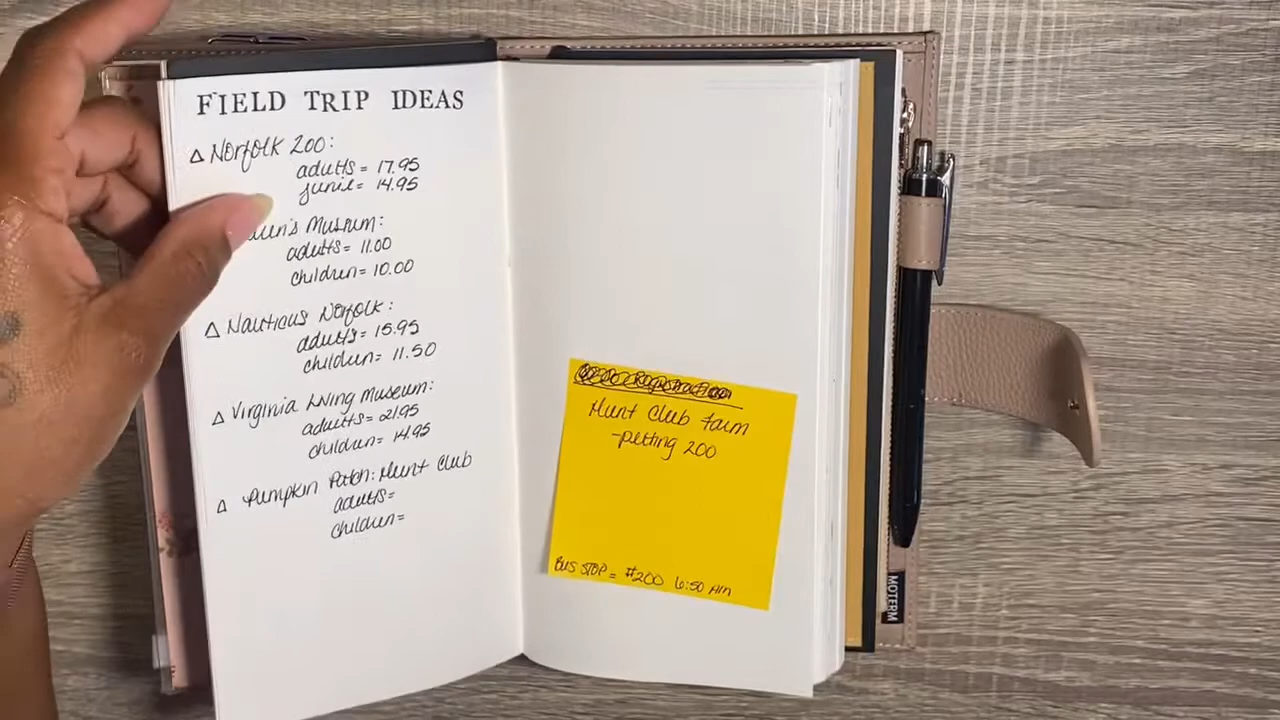 FIELD TRIP IDEAS
△ Norfolk ZOO:
adults = 17.95
junie = 14.95
Museum:
adults = 11.00
children = 10.00
△ Nauticus Norfolk:
adults = 15.95
children = 11.50
△ Virginia Living Museum:
adults = 21.95
children = 14.95
△ Pumpkin Patch: Hunt Club
adults=
children=
Hunt Club Farm
-petting ZOO
BUS STOP = #200 6:50 Am
MOTERM